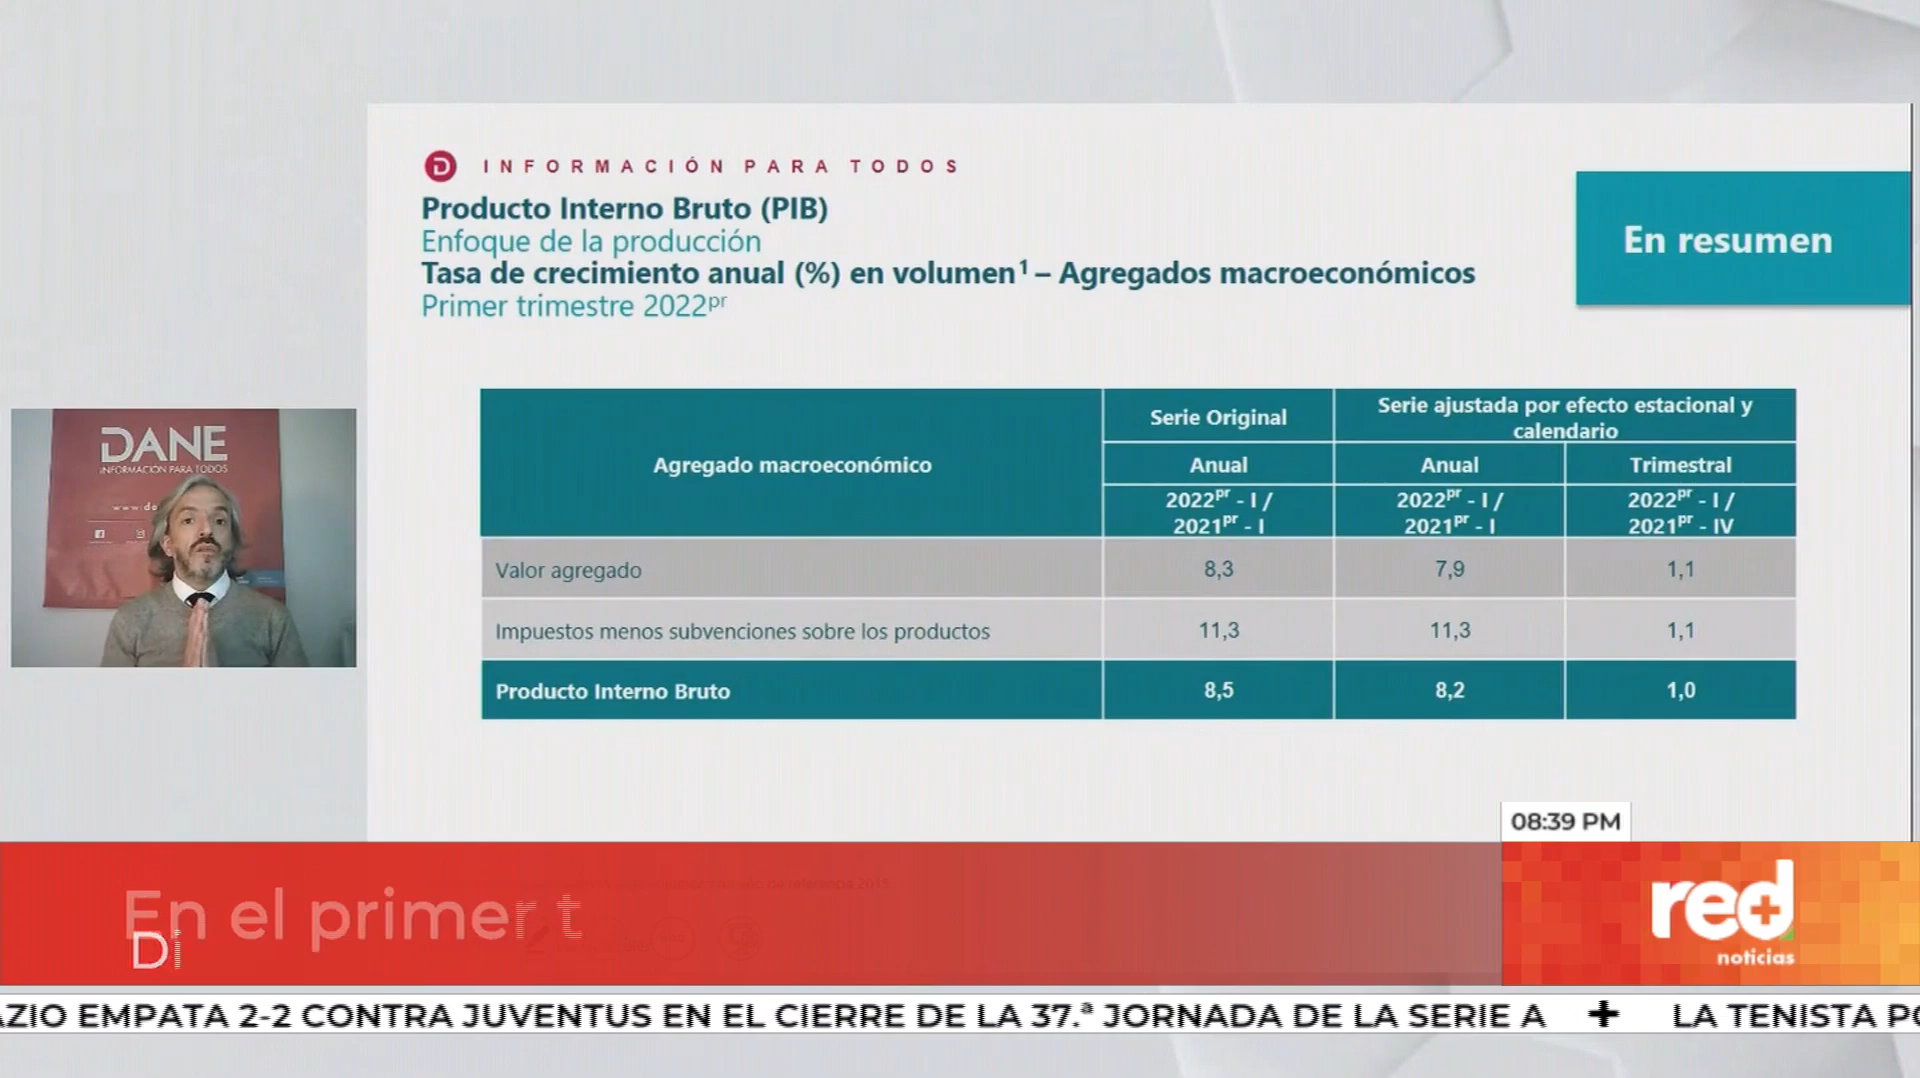 INFORMACIÓN PARA TODOS
Producto Interno Bruto (PIB)
Enfoque de la producción
Tasa de crecimiento anual (%) en volumen¹ – Agregados macroeconómicos
Primer trimestre 2022ᵖʳ
En resumen
Agregado macroeconómico
Serie Original
Serie ajustada por efecto estacional y
calendario
Anual
Anual
Trimestral
2022ᵖʳ - I /
2021ᵖʳ - I
2022ᵖʳ - I /
2021ᵖʳ - I
2022ᵖʳ - I /
2021ᵖʳ - IV
Valor agregado 8,3 7,9 1,1
Impuestos menos subvenciones sobre los productos 11,3 11,3 1,1
Producto Interno Bruto 8,5 8,2 1,0
DANE
INFORMACIÓN PARA TODOS
www.da
08:39 PM
En el primer t
Di
red
noticias
AZIO EMPATA 2-2 CONTRA JUVENTUS EN EL CIERRE DE LA 37.ª JORNADA DE LA SERIE A + LA TENISTA PO